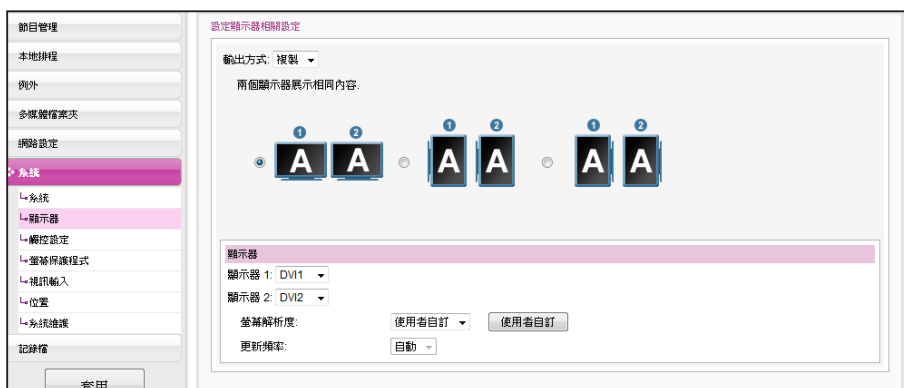 節目管理
本地排程
例外
多媒體檔案夾
網路設定
系統
系統
顯示器
觸控設定
螢幕保護程式
視訊輸入
位置
系統維護
記錄檔
套用
設定顯示器相關設定
輸出方式: 複製
兩個顯示器展示相同內容.
1 2 1 2 1 2
A A A A A A
顯示器
顯示器 1: DVI1
顯示器 2: DVI2
螢幕解析度: 使用者自訂 使用者自訂
更新頻率: 自動